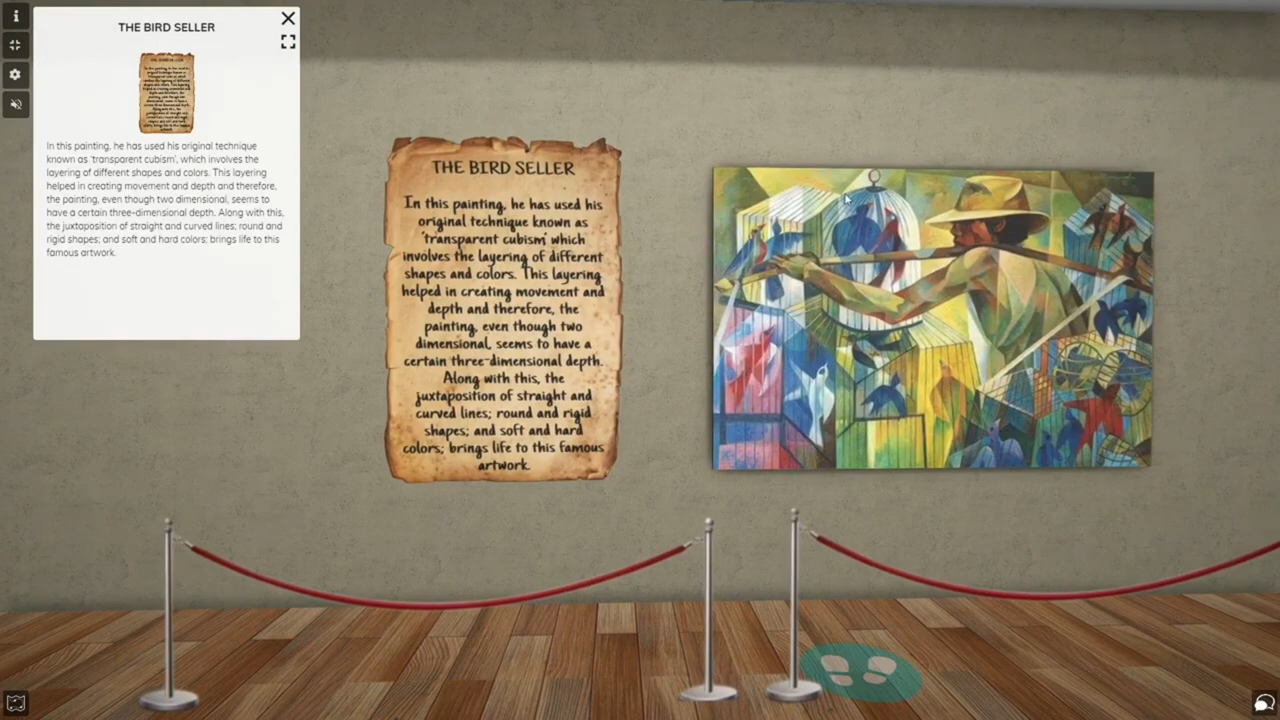 THE BIRD SELLER
In this painting, he has used his original technique
known as 'transparent cubism', which involves the
layering of different shapes and colors. This layering
helped in creating movement and depth and therefore,
the painting, even though two dimensional, seems to
have a certain three-dimensional depth. Along with this,
the juxtaposition of straight and curved lines; round and
rigid shapes; and soft and hard colors; brings life to this
famous artwork.
THE BIRD SELLER
In this painting, he has used his
original technique known as
'transparent cubism' which
involves the layering of different
shapes and colors. This layering
helped in creating movement and
depth and therefore, the
painting, even though two
dimensional, seems to have a
certain three-dimensional depth.
Along with this, the
juxtaposition of straight and
curved lines; round and rigid
shapes; and soft and hard
colors; brings life to this famous
artwork.